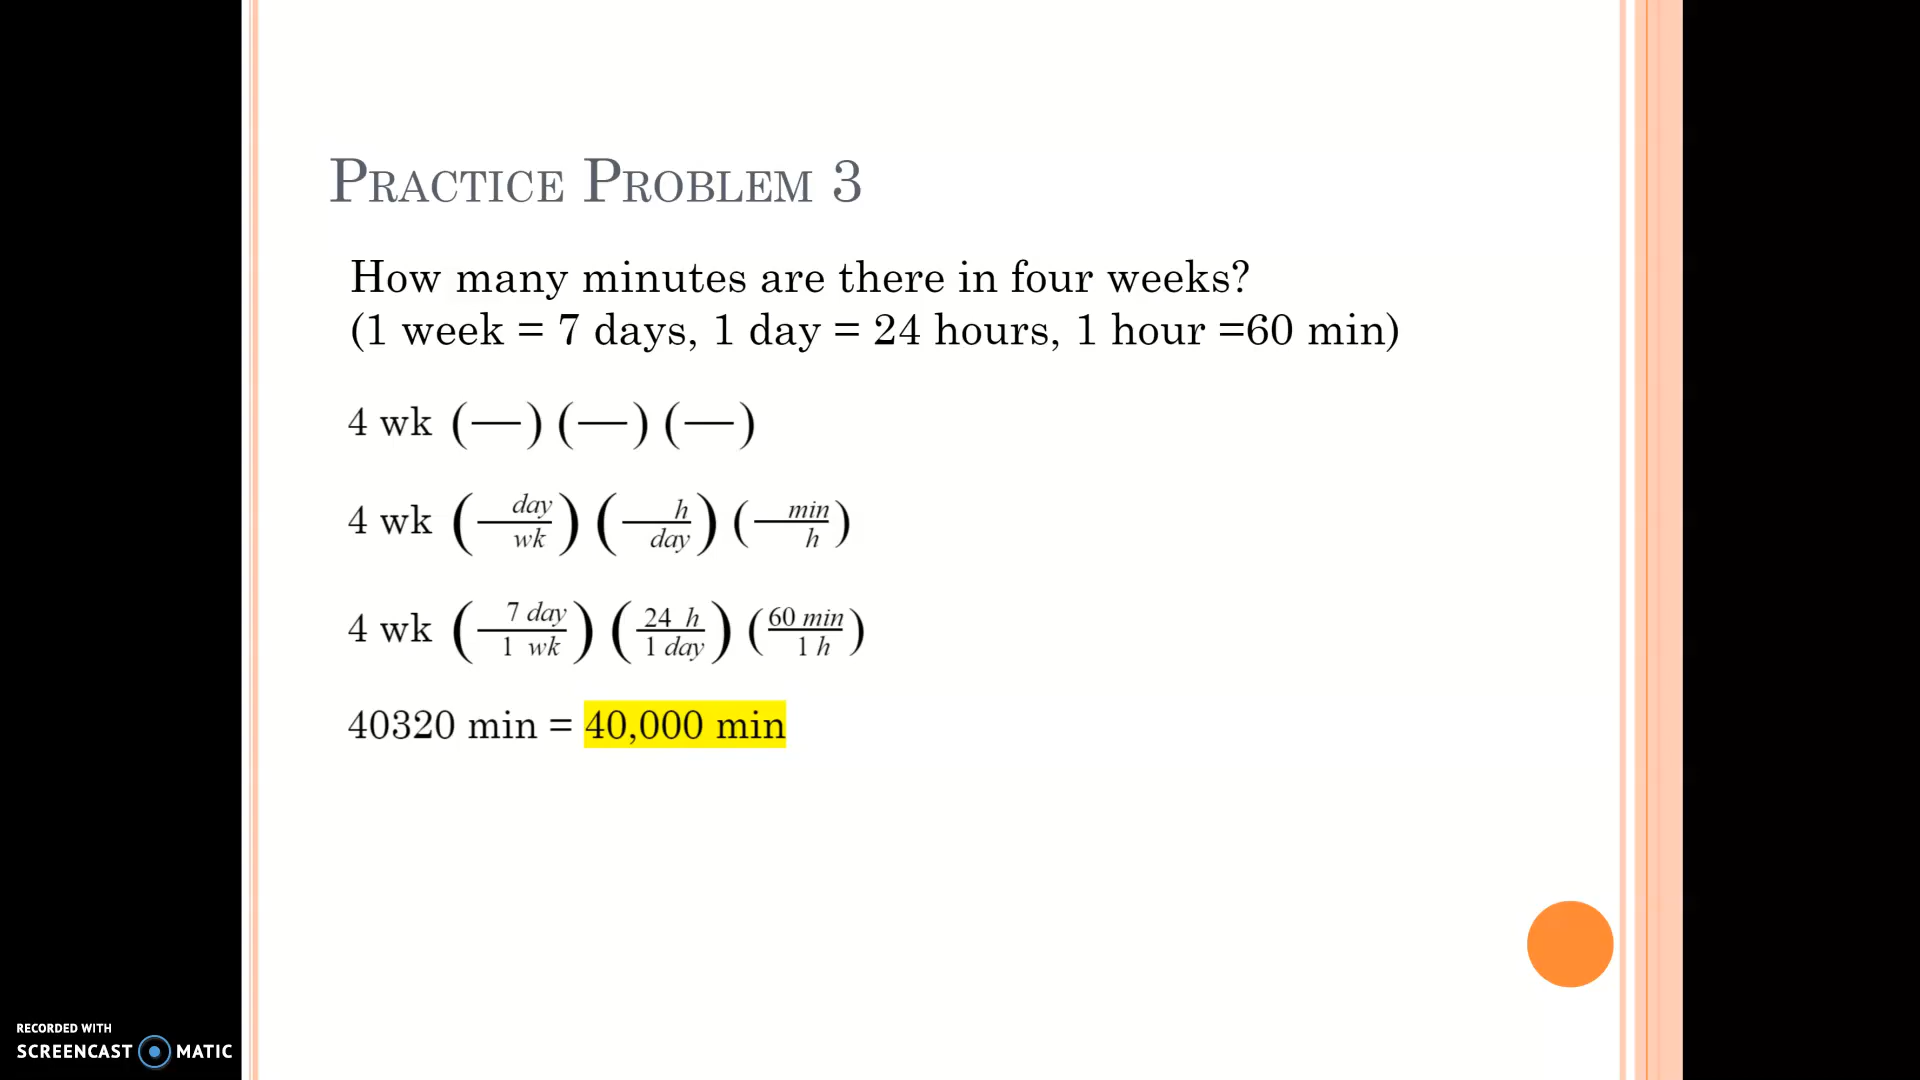 PRACTICE PROBLEM 3
How many minutes are there in four weeks?
(1 week = 7 days, 1 day = 24 hours, 1 hour =60 min)
4 wk (—) (—) (—)
4 wk (— day/wk) (— h/day) (— min/h)
4 wk (7 day/1 wk) (24 h/1 day) (60 min/1 h)
40320 min = 40,000 min
RECORDED WITH
SCREENCAST MATIC